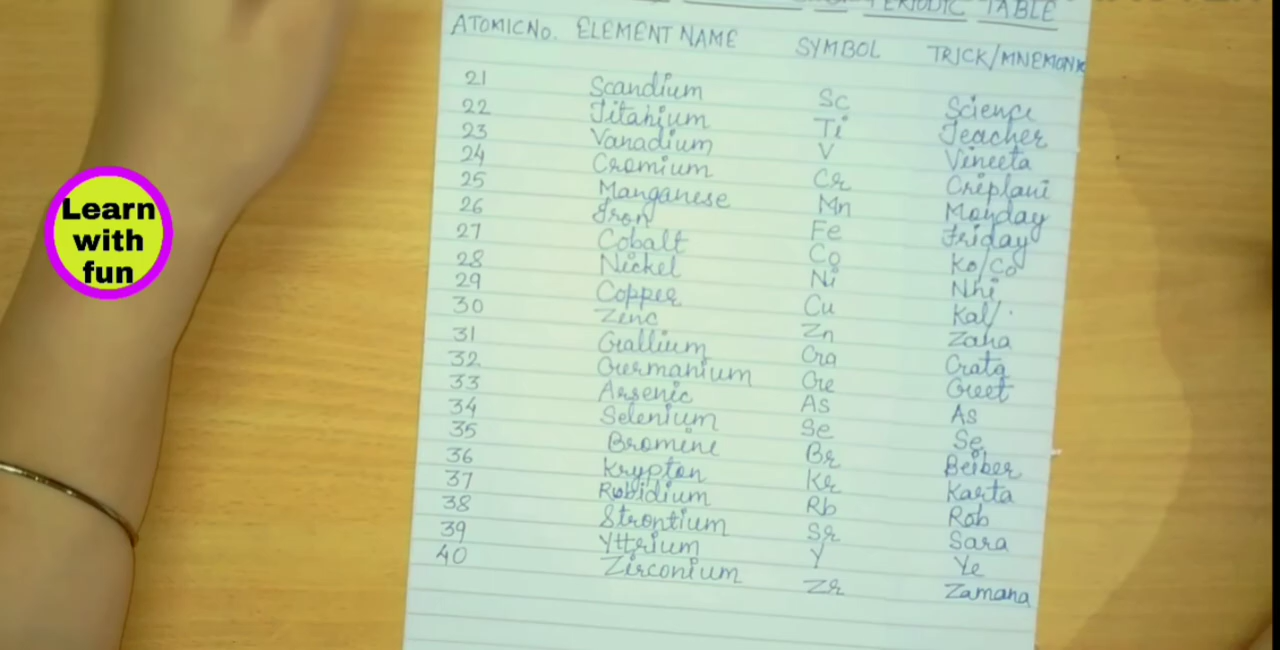 PERIODIC TABLE
ATOMIC No. ELEMENT NAME SYMBOL TRICK/MNEMONIC
21 Scandium Sc Science
22 Titanium Ti Teacher
23 Vanadium V Vineeta
24 Cromium Cr Criplani
25 Manganese Mn Monday
26 Iron Fe Friday
27 Cobalt Co Ko/Co
28 Nickel Ni Nhi
29 Copper Cu Kal/
30 Zinc Zn Zana
31 Gallium Ga Gata
32 Germanium Ge Geet
33 Arsenic As As
34 Selenium Se Se
35 Bromine Br Beiber
36 Krypton Kr Karta
37 Rubidium Rb Rob
38 Strontium Sr Sara
39 Yttrium Y Ye
40 Zirconium Zr Zamana
Learn
with
fun